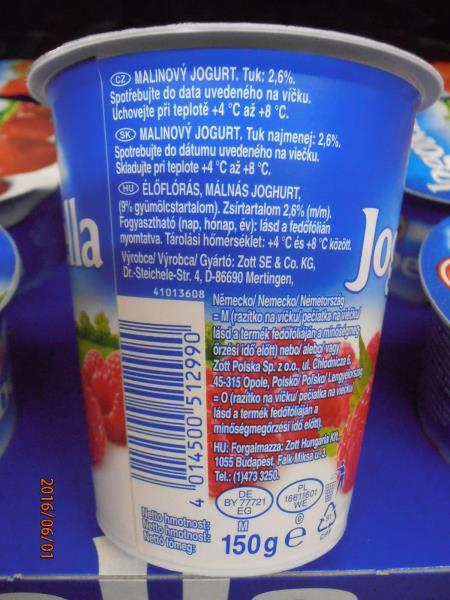 CZ MALINOVÝ JOGURT. Tuk: 2,6%.
Spotřebujte do data uvedeného na víčku.
Uchovejte při teplotě +4 °C až +8 °C.
SK MALINOVÝ JOGURT. Tuk najmenej: 2,6%.
Spotrebujte do dátumu uvedeného na viečku.
Skladujte pri teplote +4 °C až +8 °C.
HU ÉLŐFLÓRÁS, MÁLNÁS JOGHURT,
(9% gyümölcstartalom). Zsírtartalom 2,6% (m/m).
Fogyasztható (nap, hónap, év): lásd a fedőfólián
nyomtatva. Tárolási hőmérséklet: +4 °C és +8 °C között.
Výrobce/ Výrobca/ Gyártó: Zott SE & Co. KG,
Dr.-Steichele-Str. 4, D-86690 Mertingen,
41013608
Německo/ Nemecko/ Németország
= M (razítko na víčku/ pečiatka na viečku/
lásd a termék fedőfóliáján a minőségmeg-
őrzési idő előtt) nebo/ alebo/ vagy
Zott Polska Sp. z o.o., ul. Chłodnicza 6,
45-315 Opole, Polsko/ Poľsko/ Lengyelország
= O (razítko na víčku/ pečiatka na viečku/
lásd a termék fedőfóliáján a
minőségmegőrzési idő előtt).
HU: Forgalmazza: Zott Hungária Kft.
1055 Budapest, Falk Miksa u. 3.
Tel.: (1)473 3250.
4 014500 512990
DE
BY 77721
EG
M
PL
16611601
WE
O
Netto hmotnost:
Netto hmotnosť:
Nettó tömeg:
150 g e
lla
Jog
2016/06/01